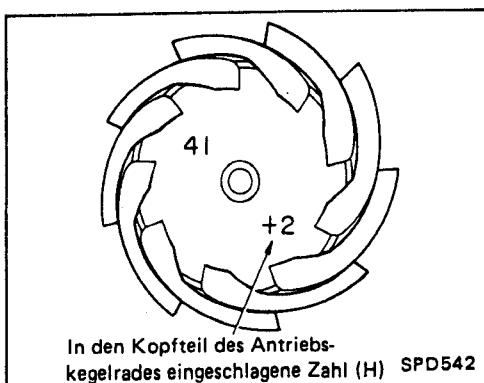 41
+2
In den Kopfteil des Antriebs-
kegelrades eingeschlagene Zahl (H) SPD542